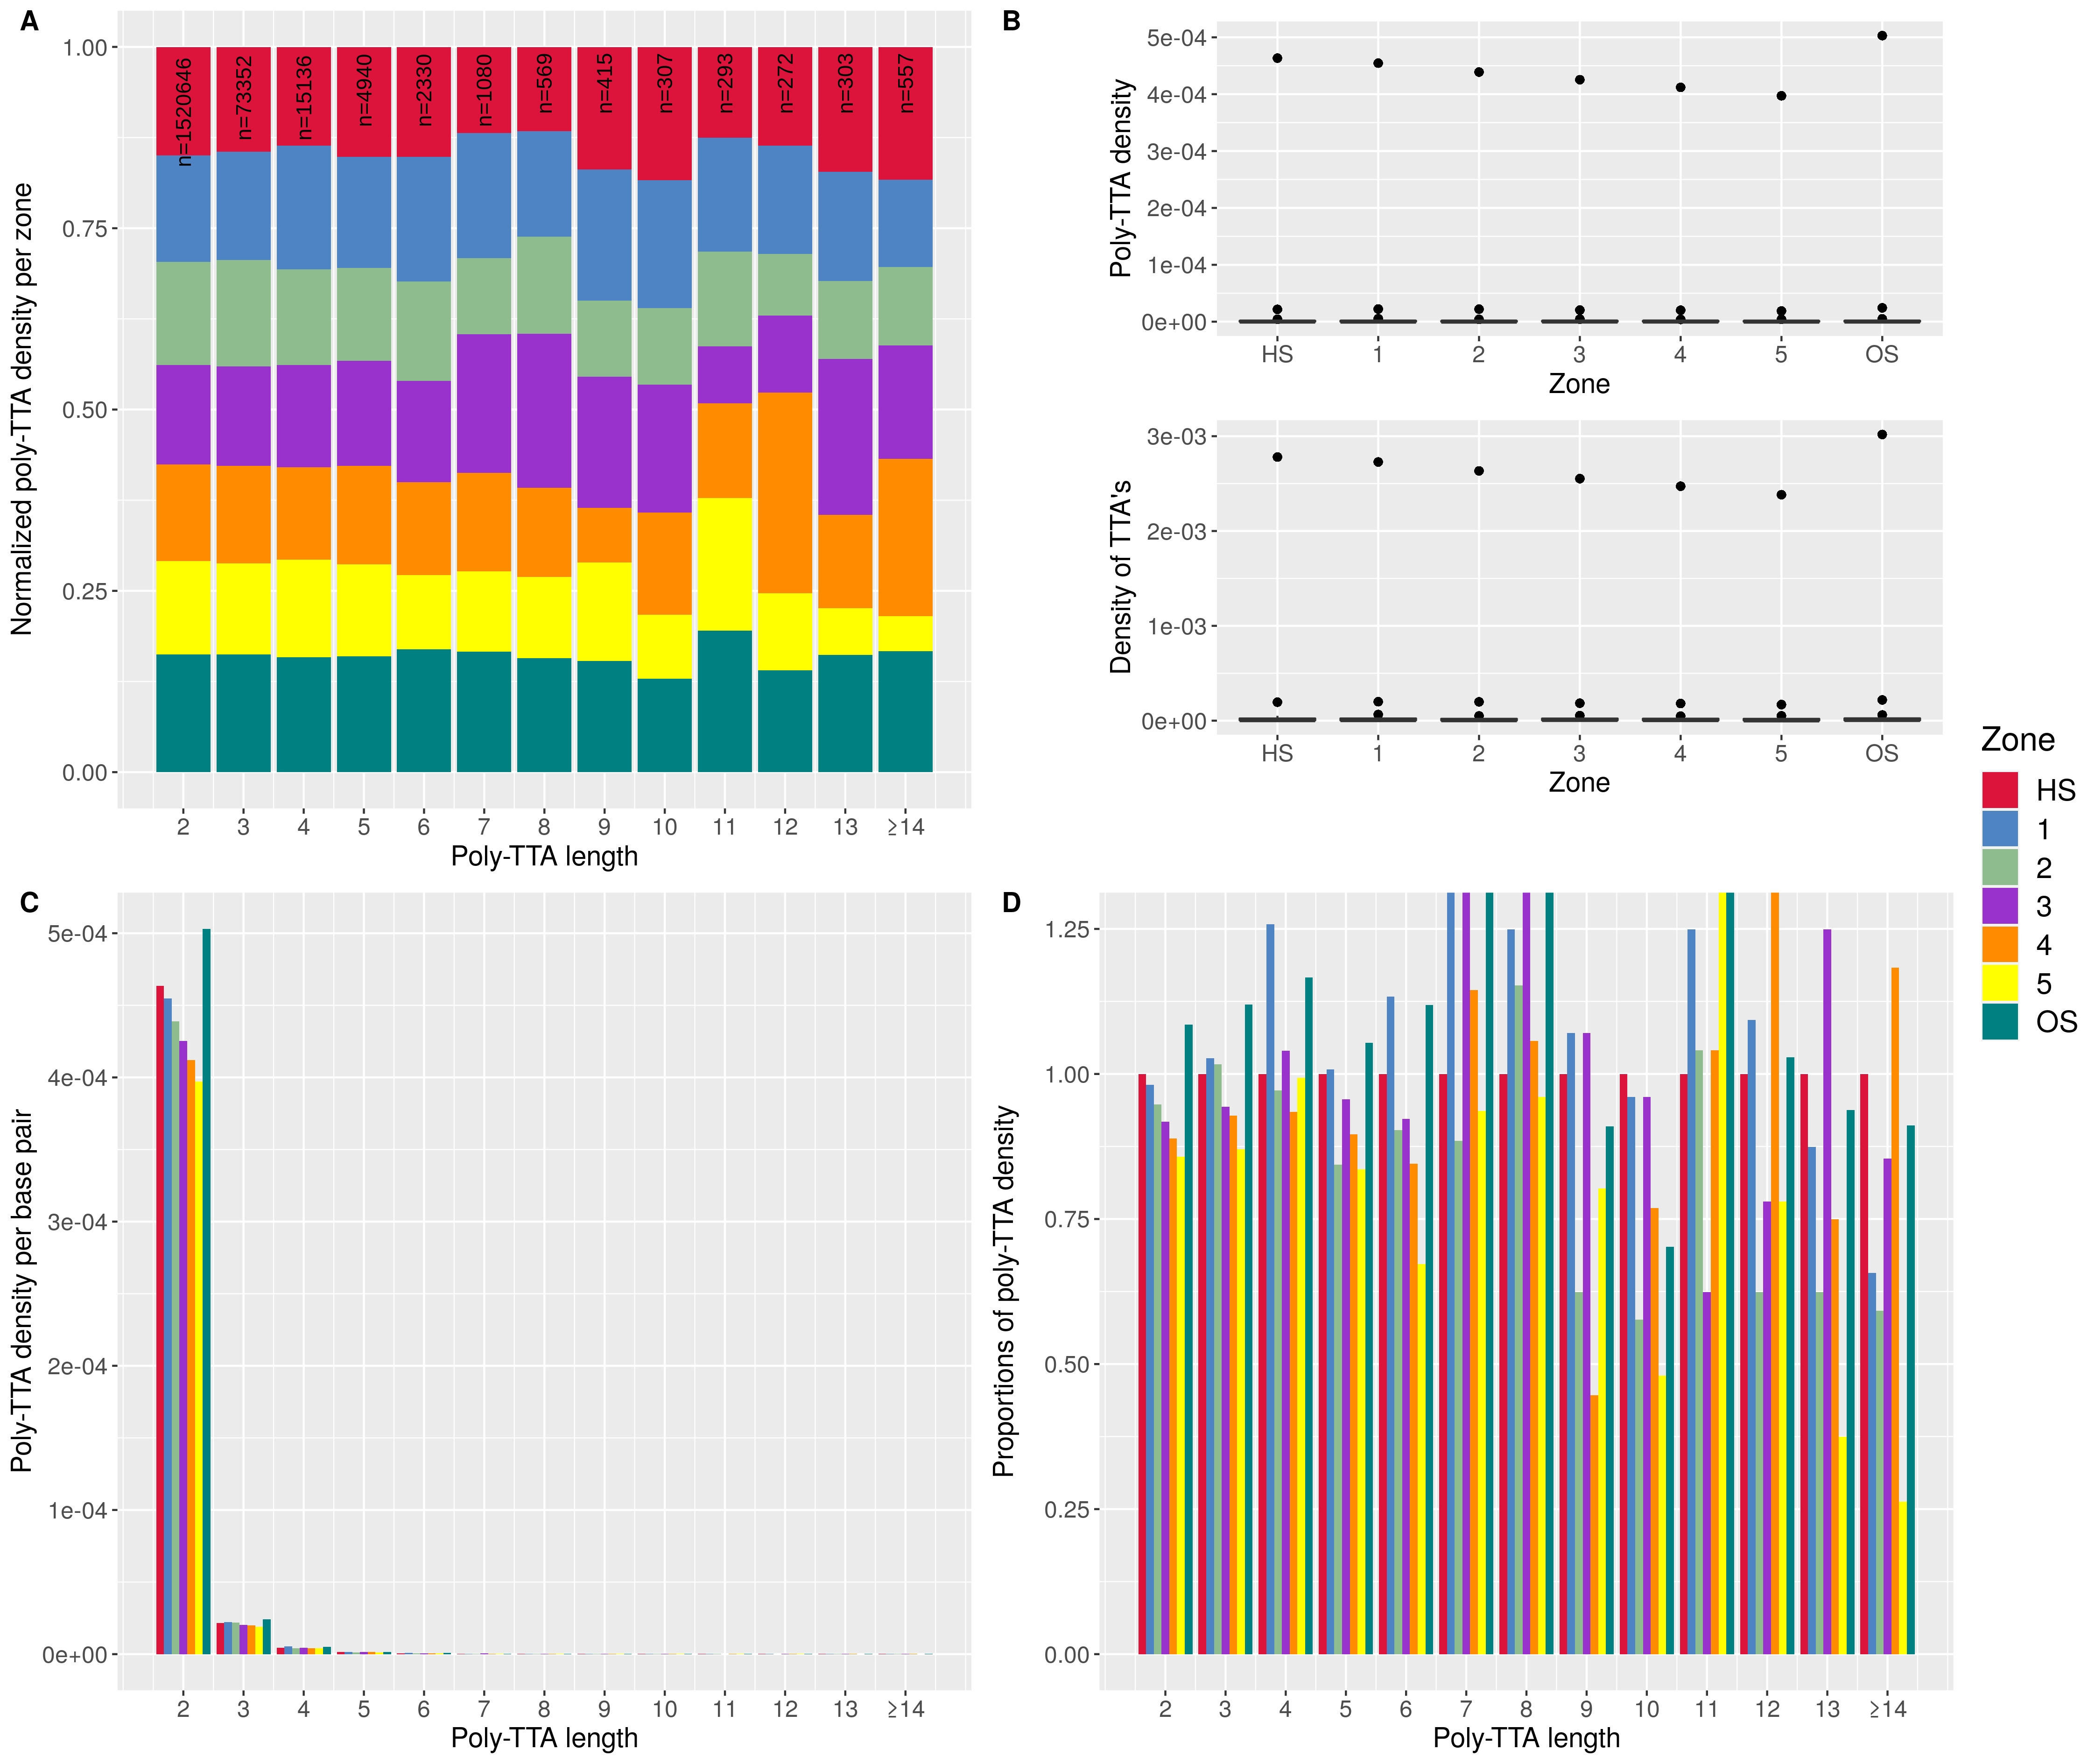 A
Normalized poly-TTA density per zone
1.00
0.75
0.50
0.25
0.00
n=1520646
n=73352
n=15136
n=4940
n=2330
n=1080
n=569
n=415
n=307
n=293
n=272
n=303
n=557
2 3 4 5 6 7 8 9 10 11 12 13 ≥14
Poly-TTA length
B
Poly-TTA density
5e-04
4e-04
3e-04
2e-04
1e-04
0e+00
HS 1 2 3 4 5 OS
Zone
Density of TTA's
3e-03
2e-03
1e-03
0e+00
HS 1 2 3 4 5 OS
Zone
Zone
HS
1
2
3
4
5
OS
C
Poly-TTA density per base pair
5e-04
4e-04
3e-04
2e-04
1e-04
0e+00
2 3 4 5 6 7 8 9 10 11 12 13 ≥14
Poly-TTA length
D
Proportions of poly-TTA density
1.25
1.00
0.75
0.50
0.25
0.00
2 3 4 5 6 7 8 9 10 11 12 13 ≥14
Poly-TTA length